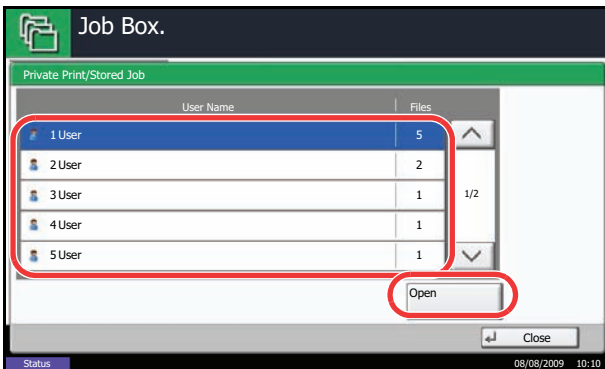 Job Box.
Private Print/Stored Job
User Name Files
1 User 5
2 User 2
3 User 1
1/2
4 User 1
5 User 1
Open
Close
Status 08/08/2009 10:10